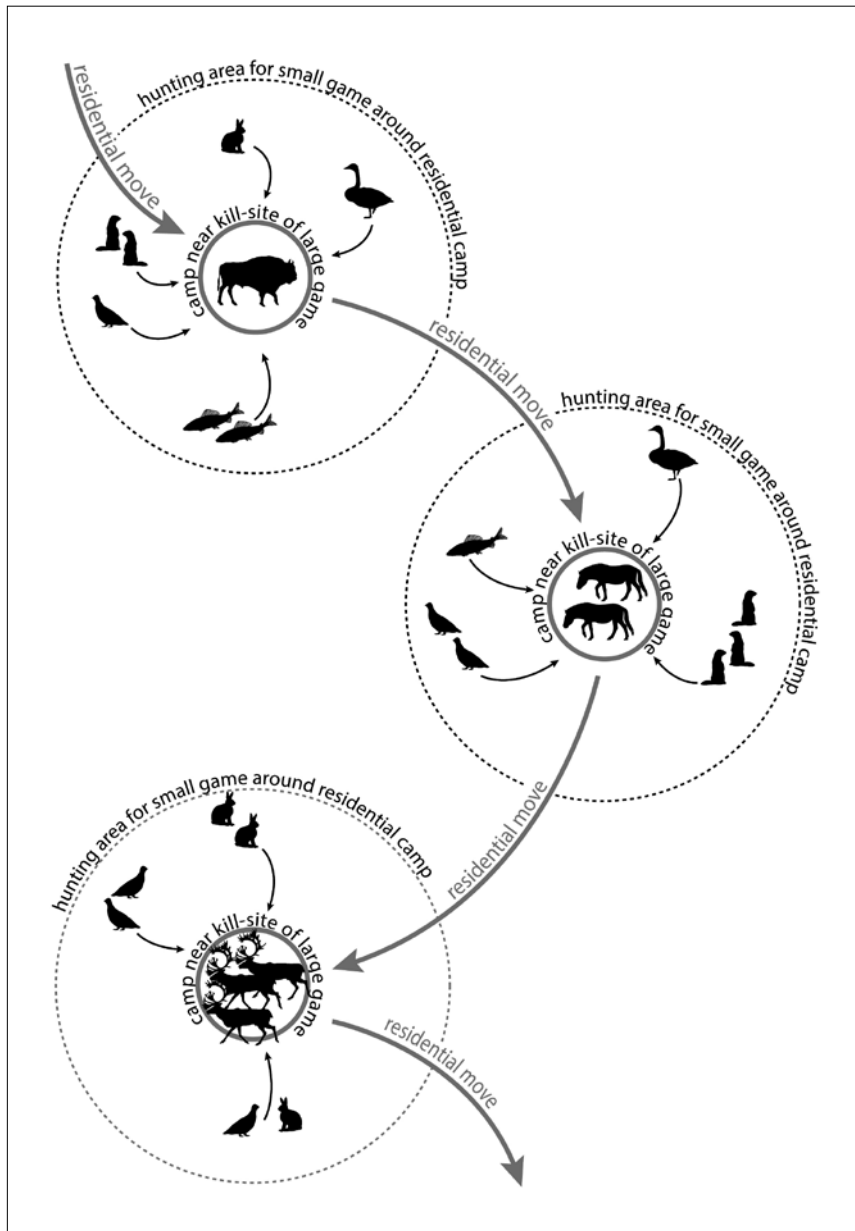 hunting area for small game around residential camp
residential move
camp near kill-site of large game
residential move
hunting area for small game around residential camp
camp near kill-site of large game
residential move
hunting area for small game around residential camp
camp near kill-site of large game
residential move